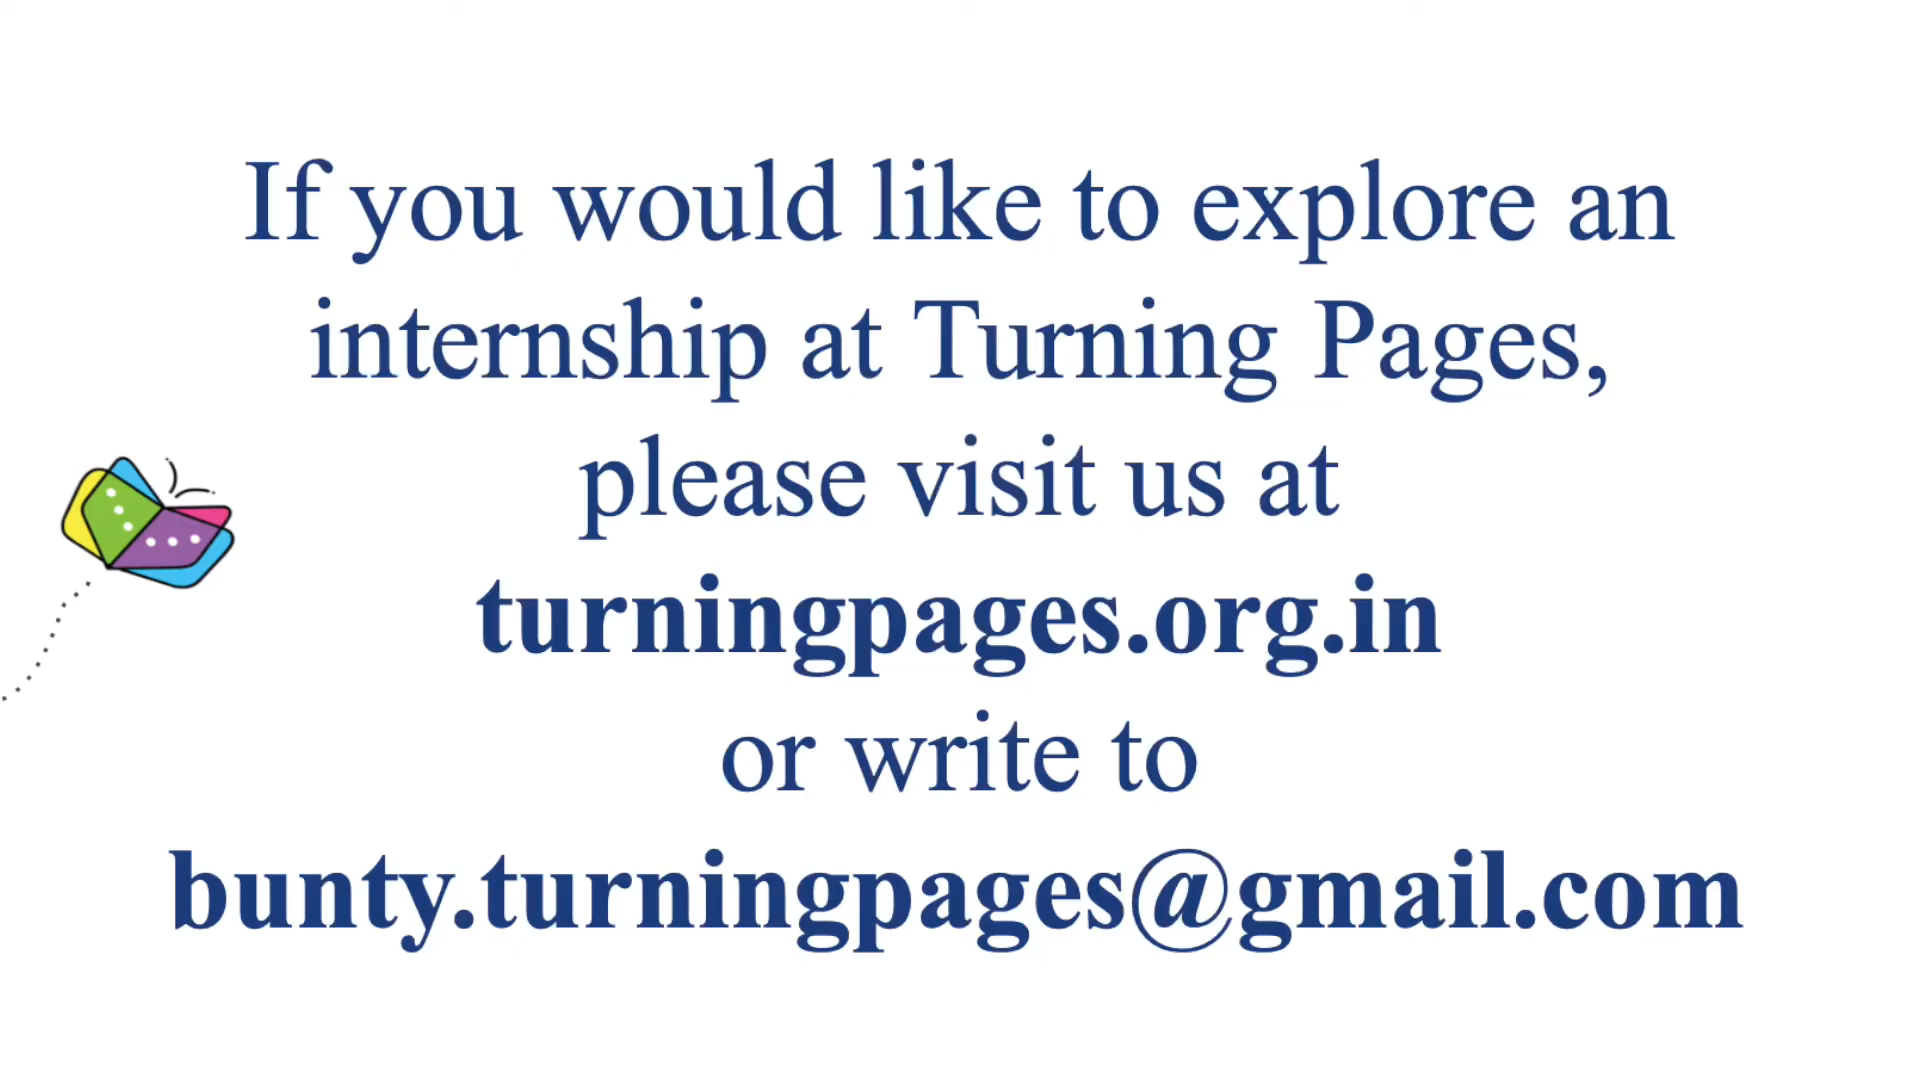 If you would like to explore an
internship at Turning Pages,
please visit us at
turningpages.org.in
or write to
bunty.turningpages@gmail.com